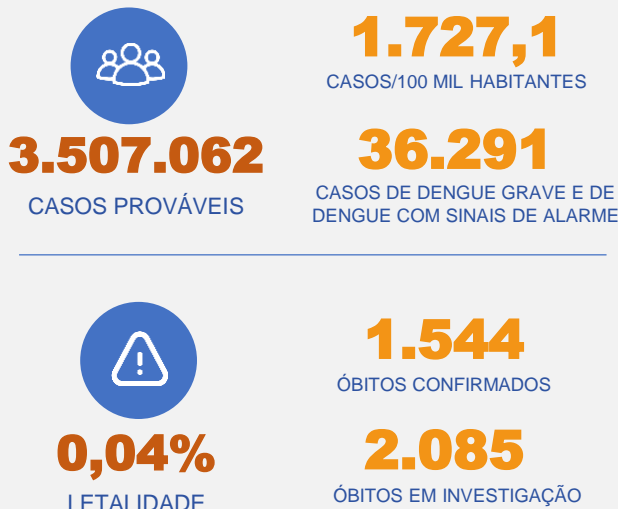 3.507.062
CASOS PROVÁVEIS
1.727,1
CASOS/100 MIL HABITANTES
36.291
CASOS DE DENGUE GRAVE E DE
DENGUE COM SINAIS DE ALARME
0,04%
LETALIDADE
1.544
ÓBITOS CONFIRMADOS
2.085
ÓBITOS EM INVESTIGAÇÃO